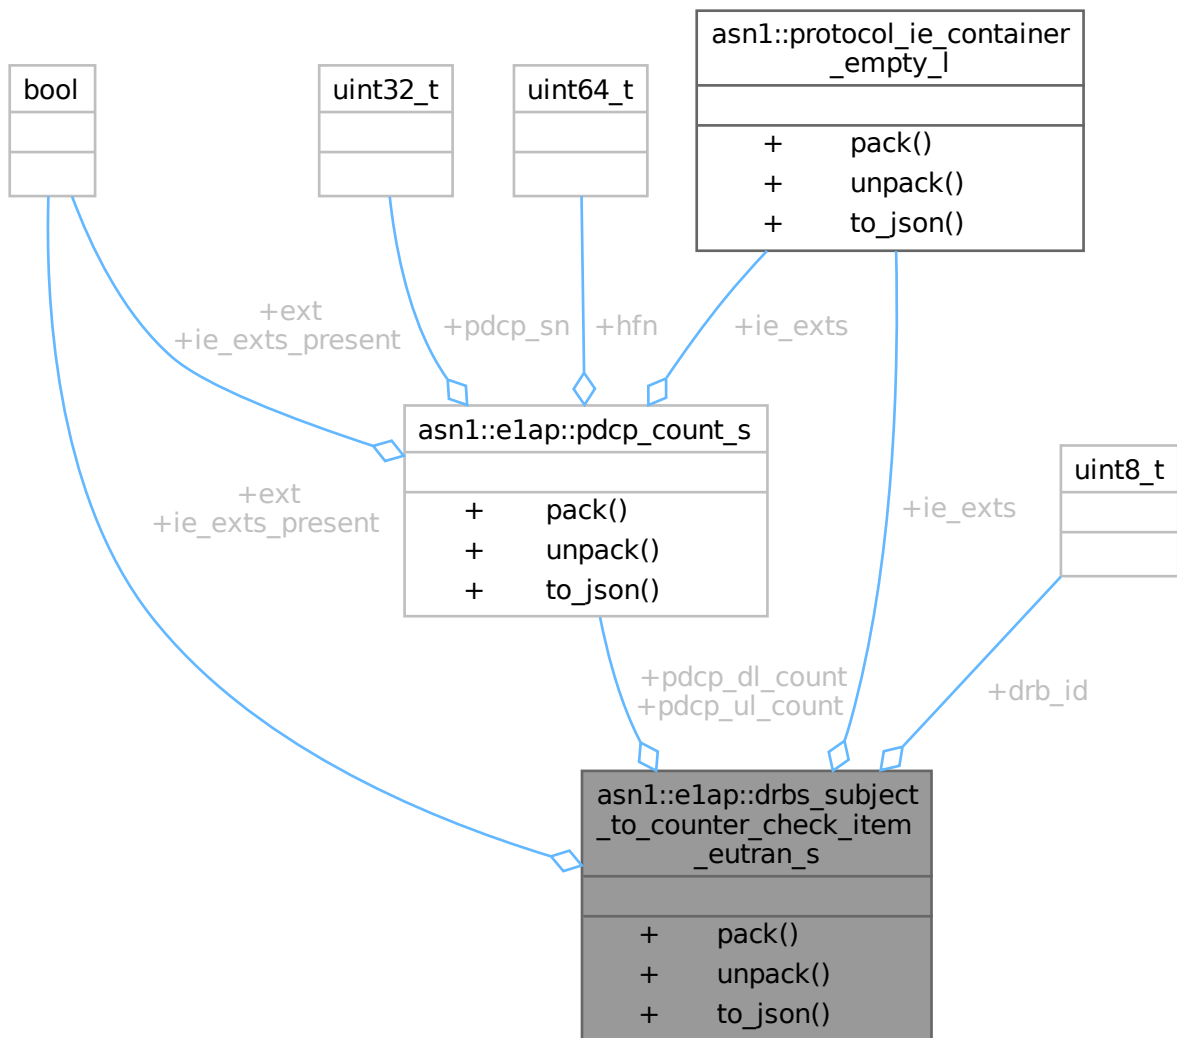 asn1::protocol_ie_container
_empty_l
+ pack()
+ unpack()
+ to_json()
bool
uint32_t
uint64_t
+ext
+ie_exts_present
+pdcp_sn
+hfn
+ie_exts
asn1::e1ap::pdcp_count_s
+ pack()
+ unpack()
+ to_json()
uint8_t
+ext
+ie_exts_present
+ie_exts
+pdcp_dl_count
+pdcp_ul_count
+drb_id
asn1::e1ap::drbs_subject
_to_counter_check_item
_eutran_s
+ pack()
+ unpack()
+ to_json()